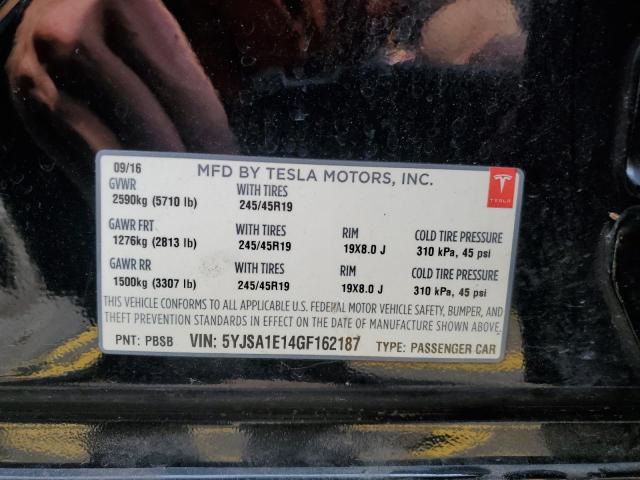 09/16 MFD BY TESLA MOTORS, INC.
GVWR WITH TIRES
2590kg (5710 lb) 245/45R19
TESLA
GAWR FRT WITH TIRES RIM COLD TIRE PRESSURE
1276kg (2813 lb) 245/45R19 19X8.0 J 310 kPa, 45 psi
GAWR RR WITH TIRES RIM COLD TIRE PRESSURE
1500kg (3307 lb) 245/45R19 19X8.0 J 310 kPa, 45 psi
THIS VEHICLE CONFORMS TO ALL APPLICABLE U.S. FEDERAL MOTOR VEHICLE SAFETY, BUMPER, AND
THEFT PREVENTION STANDARDS IN EFFECT ON THE DATE OF MANUFACTURE SHOWN ABOVE.
PNT: PBSB VIN: 5YJSA1E14GF162187 TYPE: PASSENGER CAR